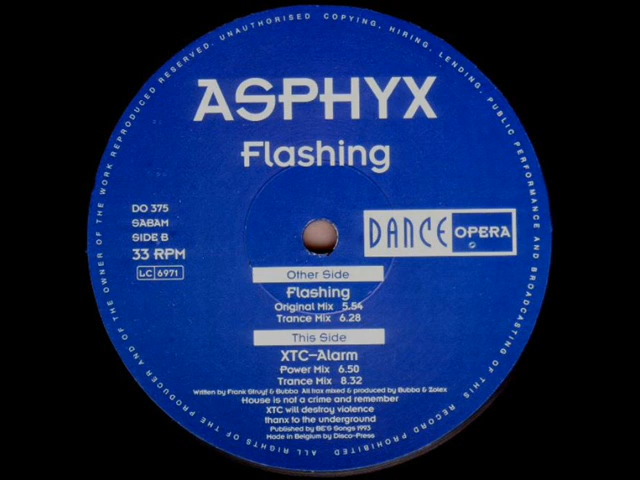 ALL RIGHTS OF THE PRODUCER AND OF THE OWNER OF THE WORK REPRODUCED RESERVED. UNAUTHORISED COPYING, HIRING, LENDING, PUBLIC PERFORMANCE AND BROADCASTING OF THIS RECORD PROHIBITED
ASPHYX
Flashing
DO 375
SABAM
SIDE B
33 RPM
LC 6971
DANCE OPERA
Other Side
Flashing
Original Mix 5.54
Trance Mix 6.28
This Side
XTC-Alarm
Power Mix 6.50
Trance Mix 8.32
Written by Frank Struyf & Bubba All trax mixed & produced by Bubba & Zolex
House is not a crime and remember
XTC will destroy violence
thanx to the underground
Published by BE'S Songs 1993
Made in Belgium by Disco-Press